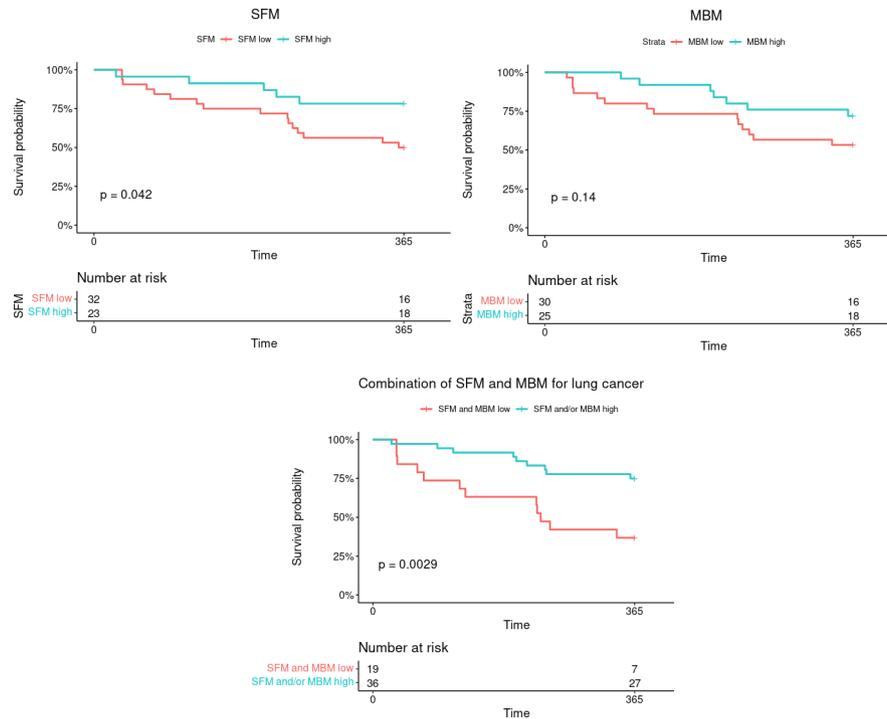 SFM
SFM SFM low SFM high
100%
75%
50%
25%
0%
Survival probability
p = 0.042
0 365
Time
Number at risk
SFM
SFM low 32 16
SFM high 23 18
0 365
Time
MBM
Strata MBM low MBM high
100%
75%
50%
25%
0%
Survival probability
p = 0.14
0 365
Time
Number at risk
Strata
MBM low 30 16
MBM high 25 18
0 365
Time
Combination of SFM and MBM for lung cancer
SFM and MBM low SFM and/or MBM high
100%
75%
50%
25%
0%
Survival probability
p = 0.0029
0 365
Time
Number at risk
SFM and MBM low 19 7
SFM and/or MBM high 36 27
0 365
Time